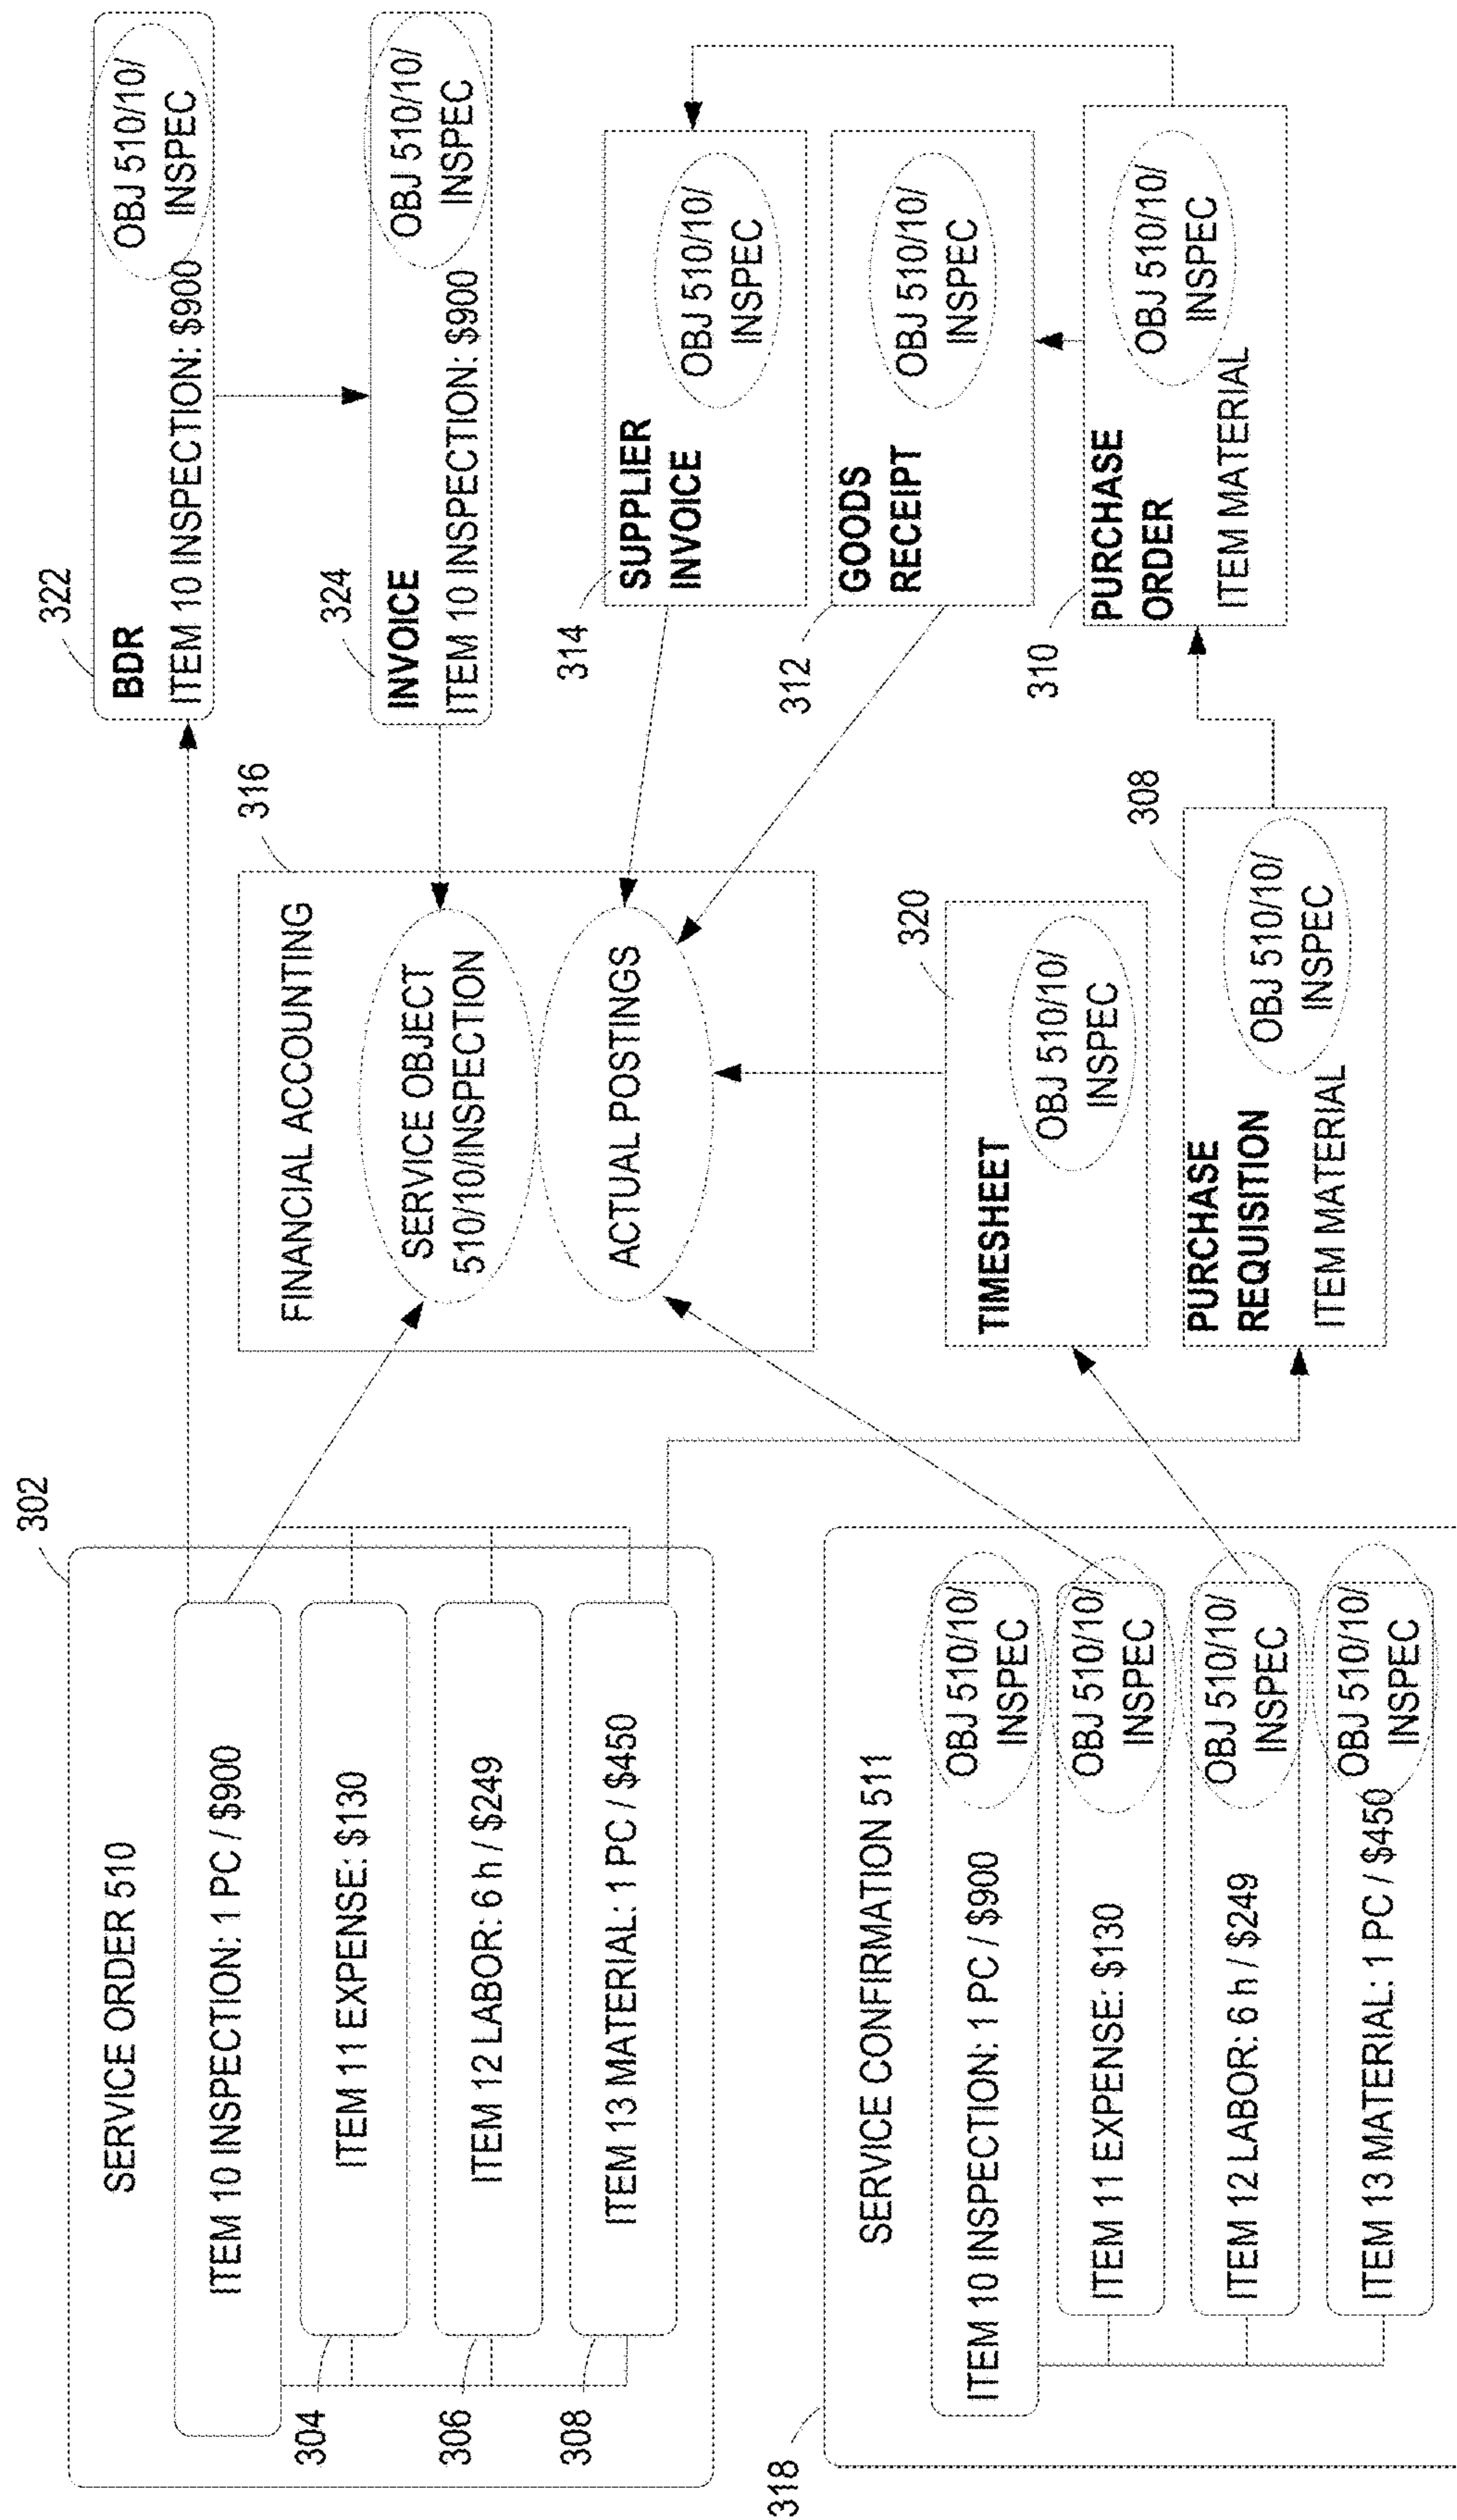 302
SERVICE ORDER 510
ITEM 10 INSPECTION: 1 PC / $900
304
ITEM 11 EXPENSE: $130
306
ITEM 12 LABOR: 6 h / $249
308
ITEM 13 MATERIAL: 1 PC / $450
318
SERVICE CONFIRMATION 511
ITEM 10 INSPECTION: 1 PC / $900
OBJ 510/10/
INSPEC
ITEM 11 EXPENSE: $130
OBJ 510/10/
INSPEC
ITEM 12 LABOR: 6 h / $249
OBJ 510/10/
INSPEC
ITEM 13 MATERIAL: 1 PC / $450
OBJ 510/10/
INSPEC
316
FINANCIAL ACCOUNTING
SERVICE OBJECT
510/10/INSPECTION
ACTUAL POSTINGS
320
TIMESHEET
OBJ 510/10/
INSPEC
308
PURCHASE
REQUISITION
ITEM MATERIAL
OBJ 510/10/
INSPEC
322
BDR
ITEM 10 INSPECTION: $900
OBJ 510/10/
INSPEC
324
INVOICE
ITEM 10 INSPECTION: $900
OBJ 510/10/
INSPEC
314
SUPPLIER
INVOICE
OBJ 510/10/
INSPEC
312
GOODS
RECEIPT
OBJ 510/10/
INSPEC
310
PURCHASE
ORDER
ITEM MATERIAL
OBJ 510/10/
INSPEC